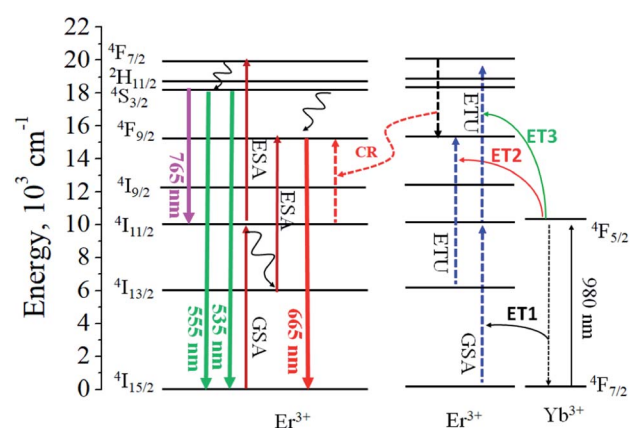 Energy, 10³ cm⁻¹
22
20
18
16
14
12
10
8
6
4
2
0
⁴F₇/₂
²H₁₁/₂
⁴S₃/₂
⁴F₉/₂
⁴I₉/₂
⁴I₁₁/₂
⁴I₁₃/₂
⁴I₁₅/₂
765 nm
555 nm
535 nm
ESA
GSA
ESA
665 nm
CR
Er³⁺
ETU
ETU
GSA
ET3
ET2
ET1
⁴F₅/₂
980 nm
⁴F₇/₂
Er³⁺
Yb³⁺